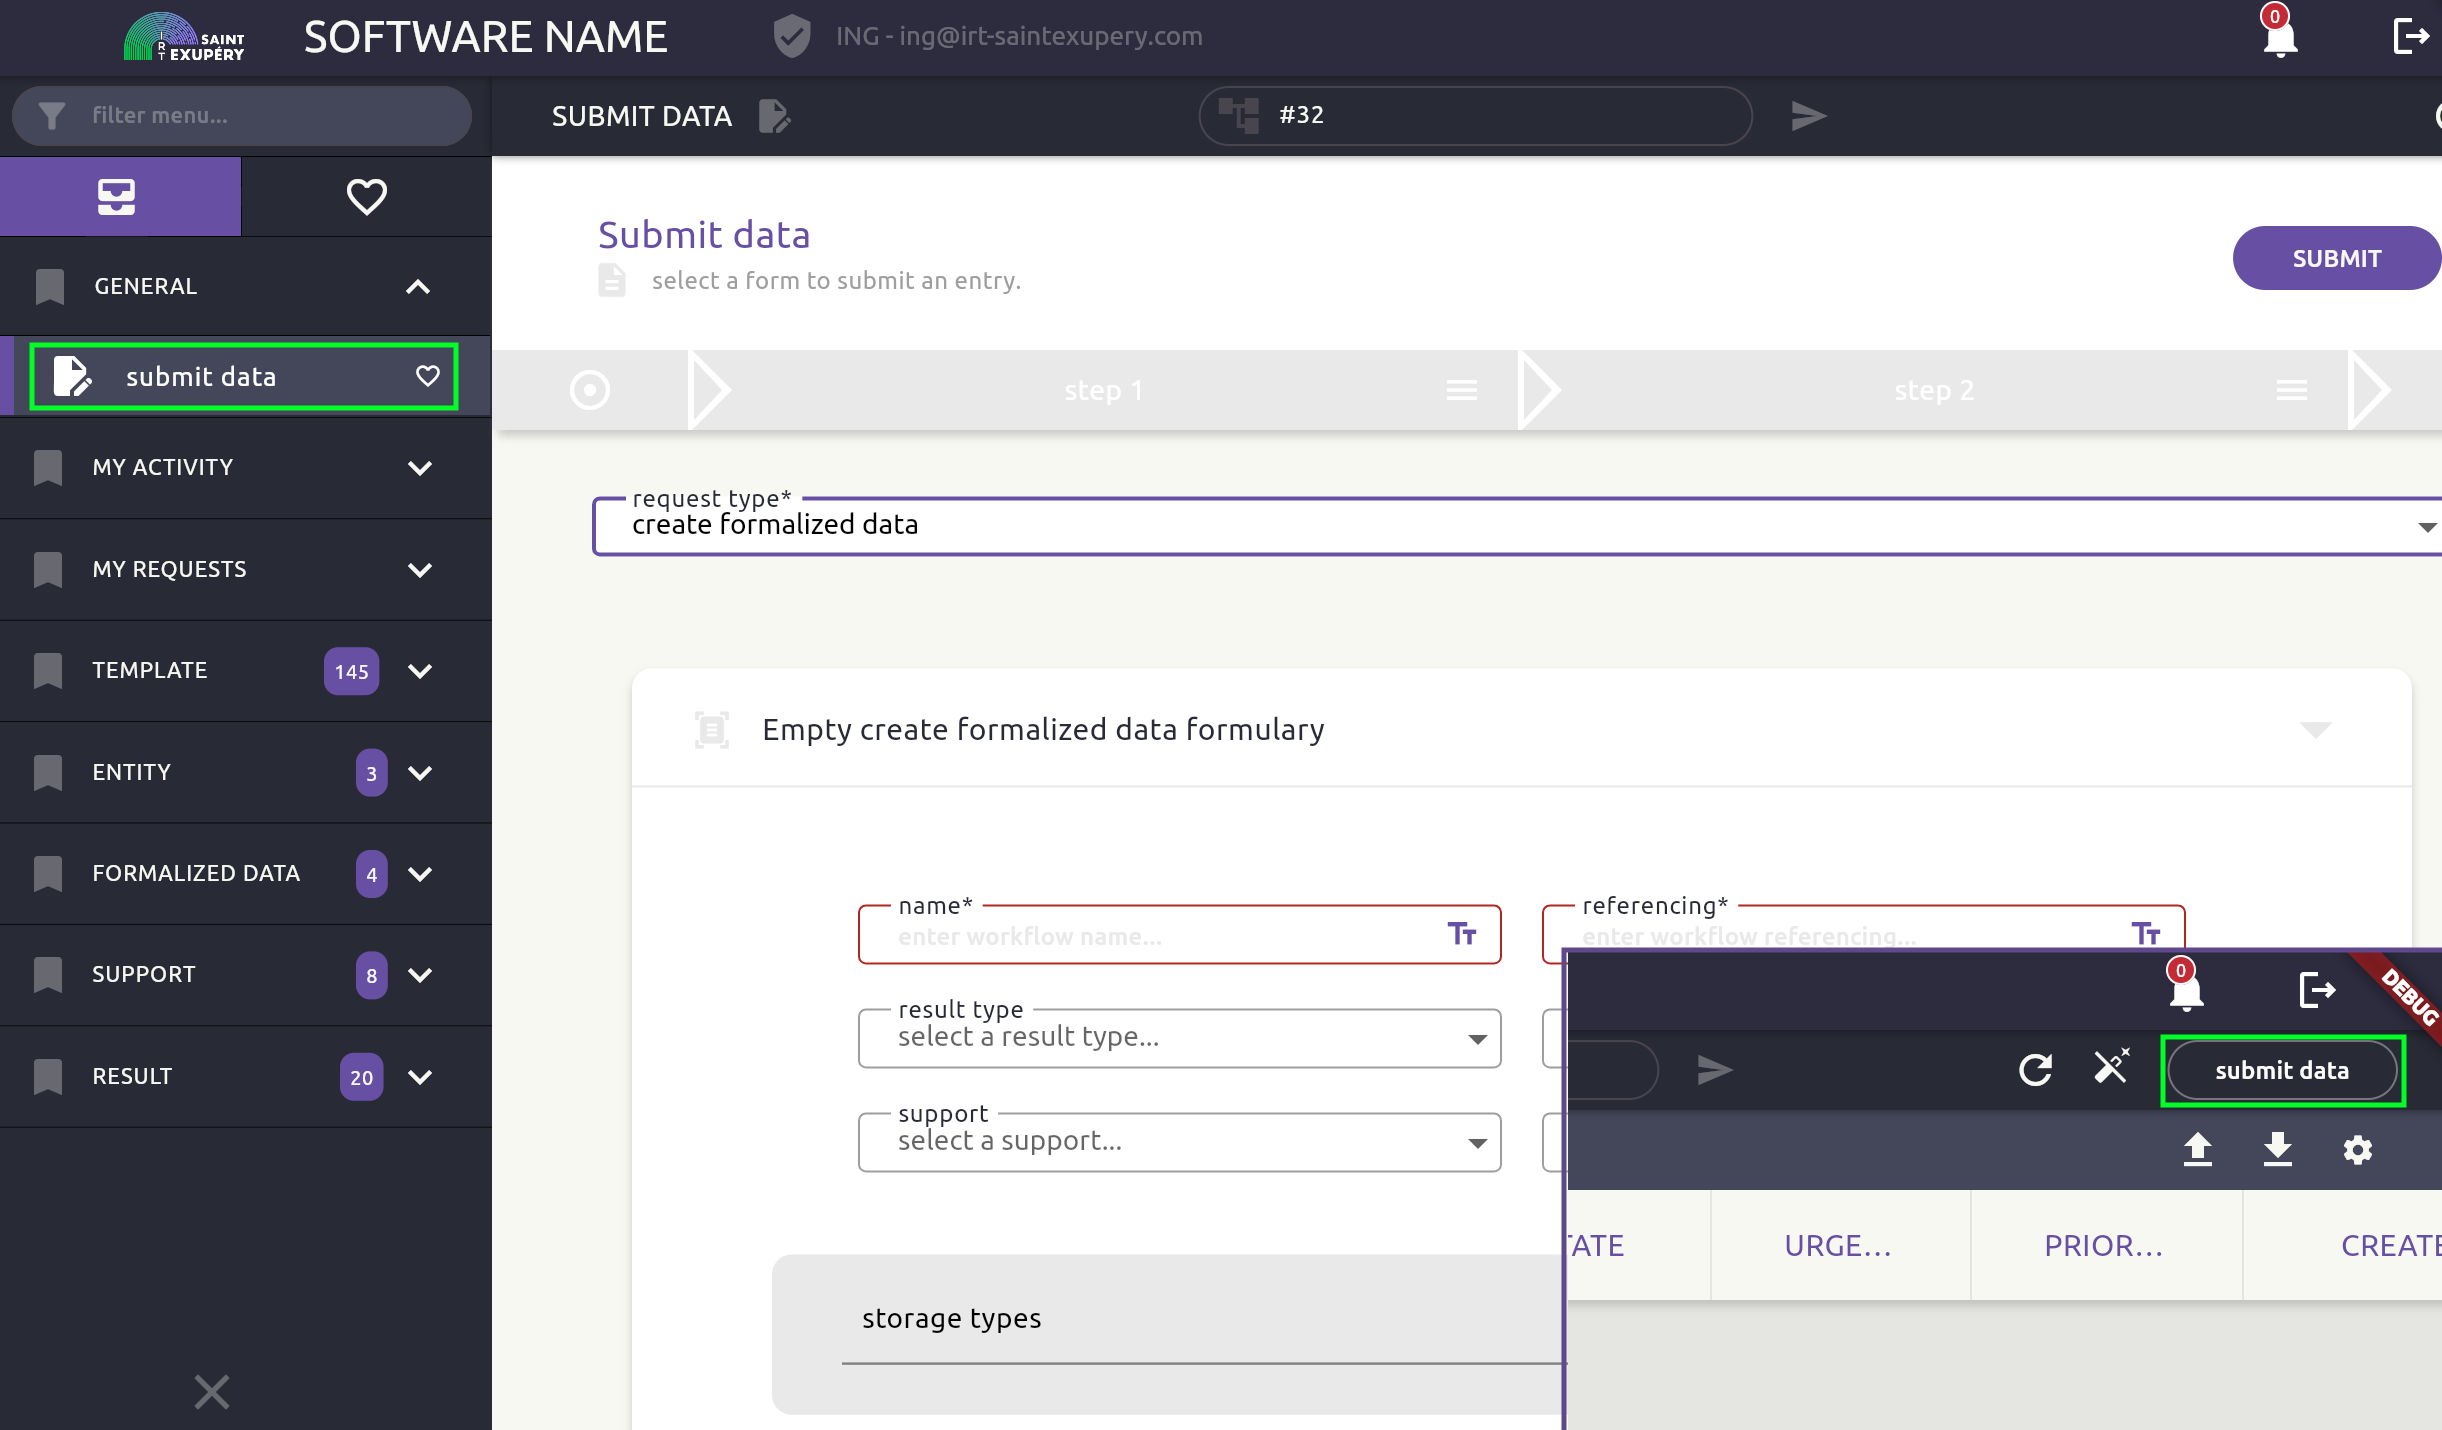 IRT SAINT
EXUPÉRY
SOFTWARE NAME
ING - ing@irt-saintexupery.com
0
filter menu...
SUBMIT DATA
#32
GENERAL
submit data
MY ACTIVITY
MY REQUESTS
TEMPLATE 145
ENTITY 3
FORMALIZED DATA 4
SUPPORT 8
RESULT 20
Submit data
select a form to submit an entry.
SUBMIT
step 1
step 2
request type*
create formalized data
Empty create formalized data formulary
name*
enter workflow name...
Tт
referencing*
enter workflow referencing...
Tт
result type
select a result type...
support
select a support...
storage types
0
DEBUG
submit data
TATE
URGE...
PRIOR...
CREATE